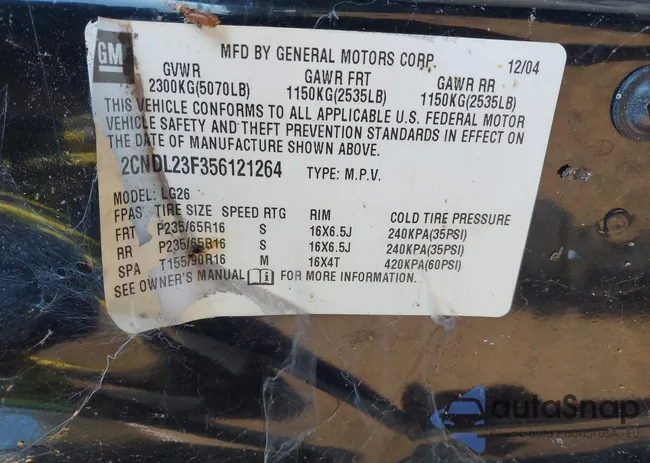 GM
MFD BY GENERAL MOTORS CORP. 12/04
GVWR GAWR FRT GAWR RR
2300KG(5070LB) 1150KG(2535LB) 1150KG(2535LB)
THIS VEHICLE CONFORMS TO ALL APPLICABLE U.S. FEDERAL MOTOR
VEHICLE SAFETY AND THEFT PREVENTION STANDARDS IN EFFECT ON
THE DATE OF MANUFACTURE SHOWN ABOVE.
2CNDL23F356121264 TYPE: M.P.V.
MODEL: LG26
FPAS TIRE SIZE SPEED RTG RIM COLD TIRE PRESSURE
FRT P235/65R16 S 16X6.5J 240KPA(35PSI)
RR P235/65R16 S 16X6.5J 240KPA(35PSI)
SPA T155/90R16 M 16X4T 420KPA(60PSI)
SEE OWNER'S MANUAL FOR MORE INFORMATION.
autoSnap